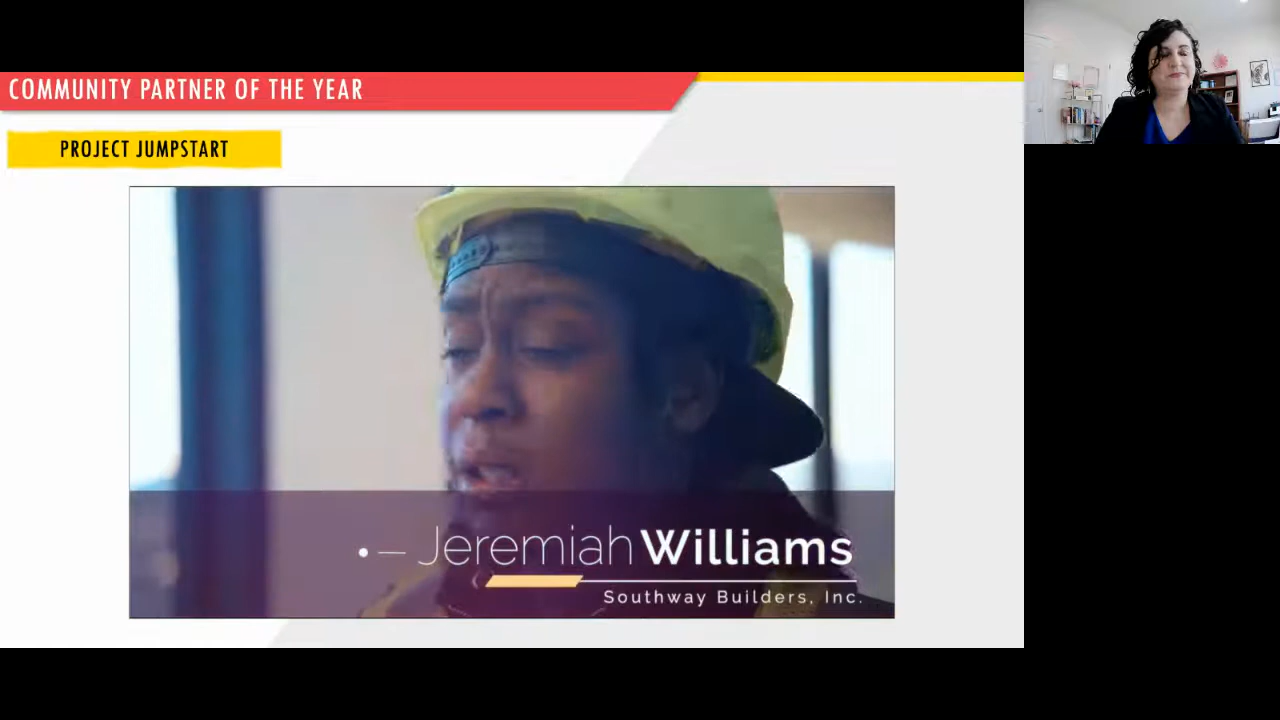 COMMUNITY PARTNER OF THE YEAR
PROJECT JUMPSTART
Jeremiah Williams
Southway Builders, Inc.